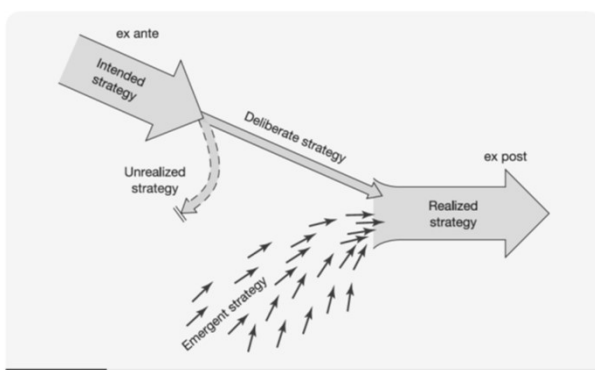 ex ante
Intended
strategy
Deliberate strategy
Unrealized
strategy
ex post
Realized
strategy
Emergent strategy